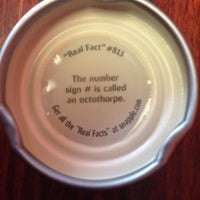 "Real Fact" #813
The number
sign # is called
an octothorpe.
Get all the "Real Facts" at snapple.com